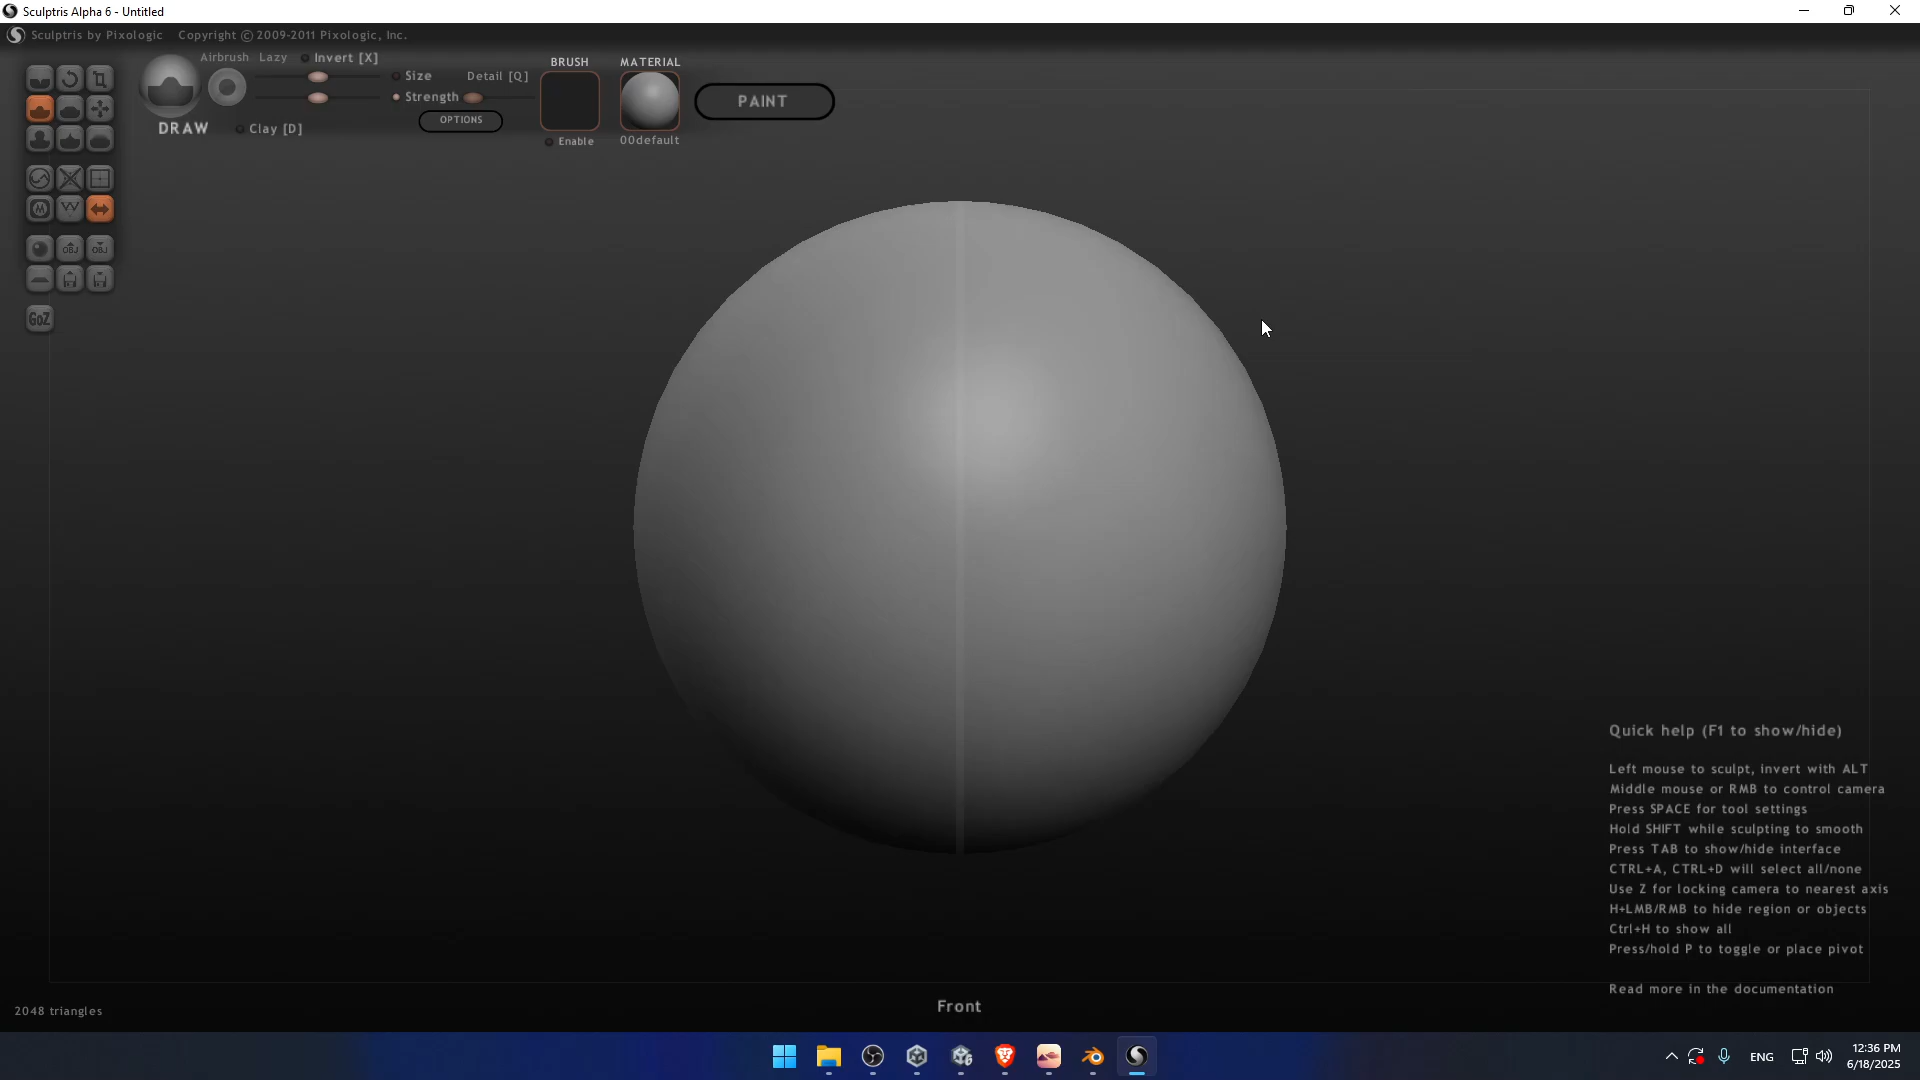 Sculptris Alpha 6 - Untitled
Sculptris by Pixologic Copyright © 2009-2011 Pixologic, Inc.
Airbrush Lazy Invert [X]
Size Detail [Q]
Strength
OPTIONS
DRAW Clay [D]
BRUSH
Enable
MATERIAL
00default
PAINT
OBJ OBJ
GoZ
Quick help (F1 to show/hide)
Left mouse to sculpt, invert with ALT
Middle mouse or RMB to control camera
Press SPACE for tool settings
Hold SHIFT while sculpting to smooth
Press TAB to show/hide interface
CTRL+A, CTRL+D will select all/none
Use Z for locking camera to nearest axis
H+LMB/RMB to hide region or objects
Ctrl+H to show all
Press/hold P to toggle or place pivot
Read more in the documentation
2048 triangles
Front
ENG
12:36 PM
6/18/2025